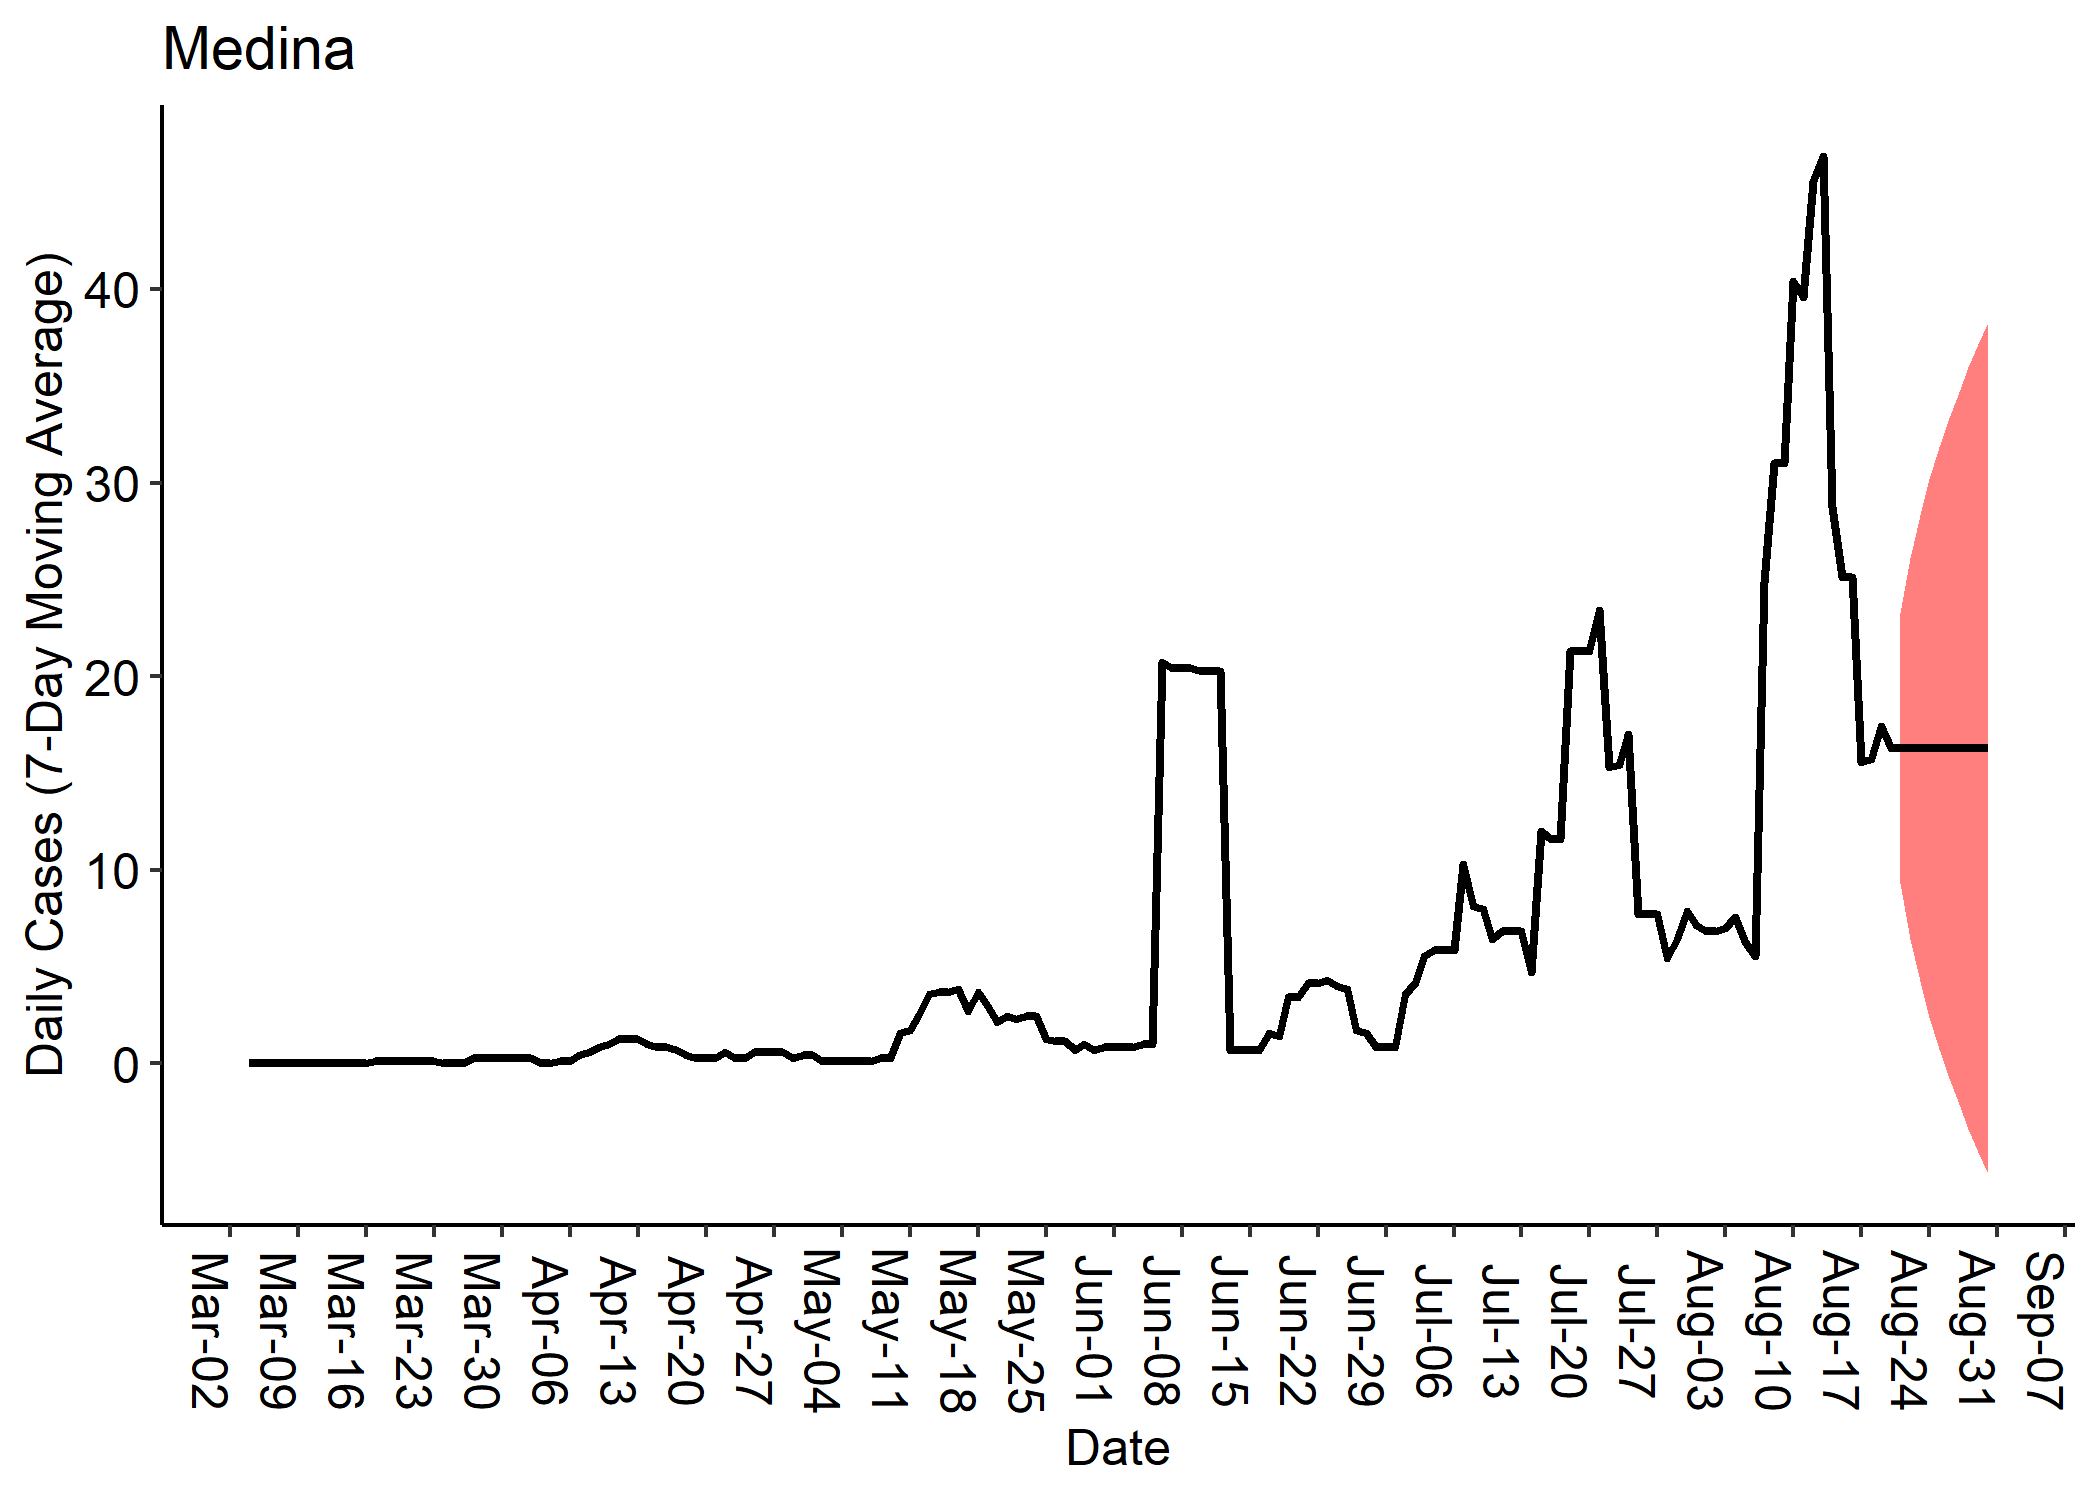 Medina
Daily Cases (7-Day Moving Average)
40
30
20
10
0
Mar-02
Mar-09
Mar-16
Mar-23
Mar-30
Apr-06
Apr-13
Apr-20
Apr-27
May-04
May-11
May-18
May-25
Jun-01
Jun-08
Jun-15
Jun-22
Jun-29
Jul-06
Jul-13
Jul-20
Jul-27
Aug-03
Aug-10
Aug-17
Aug-24
Aug-31
Sep-07
Date